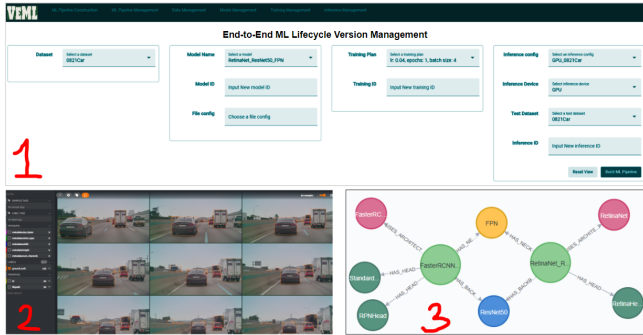 VeML ML Pipeline Construction ML Pipeline Management Data Management Model Management Training Management Inference Management
End-to-End ML Lifecycle Version Management
Dataset
Select a dataset
0821Car
Model Name
Select a model
RetinaNet_ResNet50_FPN
Model ID
Input New model ID
File config
Choose a file config
Training Plan
Select a training plan
lr: 0.04, epochs: 1, batch size: 4
Training ID
Input New training ID
Inference config
Select an inference config
GPU_0821Car
Inference Device
Select inference device
GPU
Test Dataset
Select a test dataset
0821Car
Inference ID
Input New inference ID
Reset View
Build ML Pipeline
1
2
3
FasterRC...
FPN
RetinaNet
Standard...
FasterRCNN...
RetinaNet_R...
RPNHead
ResNet50
RetinaHe...
HAS_NE...
HAS_NECK
HAS_HEAD
HAS_HEAD
HAS_BACK...
HAS_BACKB...
HAS_HEAD